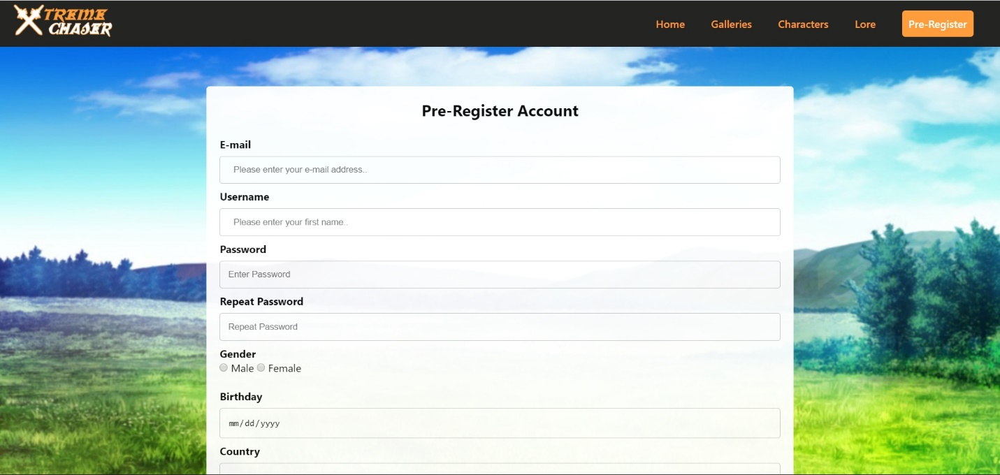 XTREME
CHASER
Home Galleries Characters Lore Pre-Register
Pre-Register Account
E-mail
Please enter your e-mail address..
Username
Please enter your first name..
Password
Enter Password
Repeat Password
Repeat Password
Gender
Male Female
Birthday
mm/dd/yyyy
Country